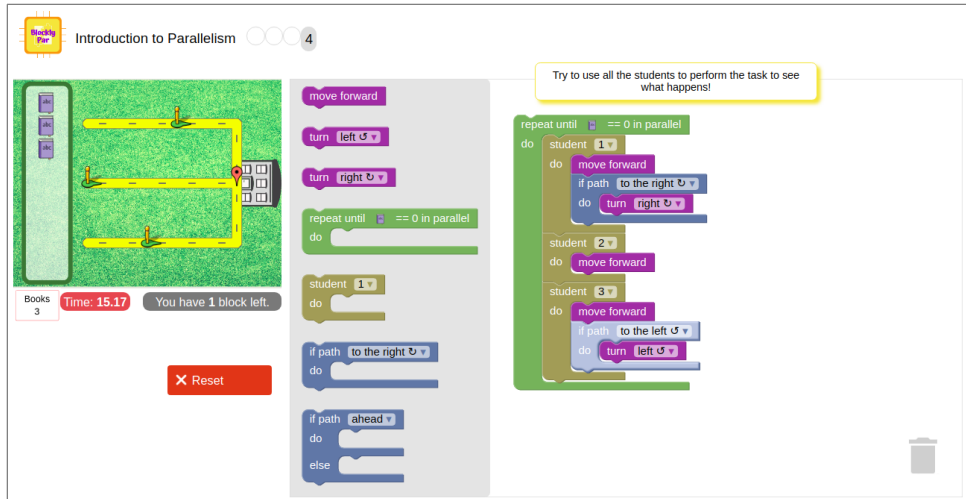 Blockly
Par
Introduction to Parallelism
4
Try to use all the students to perform the task to see
what happens!
abc
abc
abc
Books
3
Time: 15.17
You have 1 block left.
Reset
move forward
turn left ↺ ▾
turn right ↻ ▾
repeat until == 0 in parallel
do
student 1 ▾
do
if path to the right ↻ ▾
do
if path ahead ▾
do
else
repeat until == 0 in parallel
do student 1 ▾
do move forward
if path to the right ↻ ▾
do turn right ↻ ▾
student 2 ▾
do move forward
student 3 ▾
do move forward
if path to the left ↺ ▾
do turn left ↺ ▾